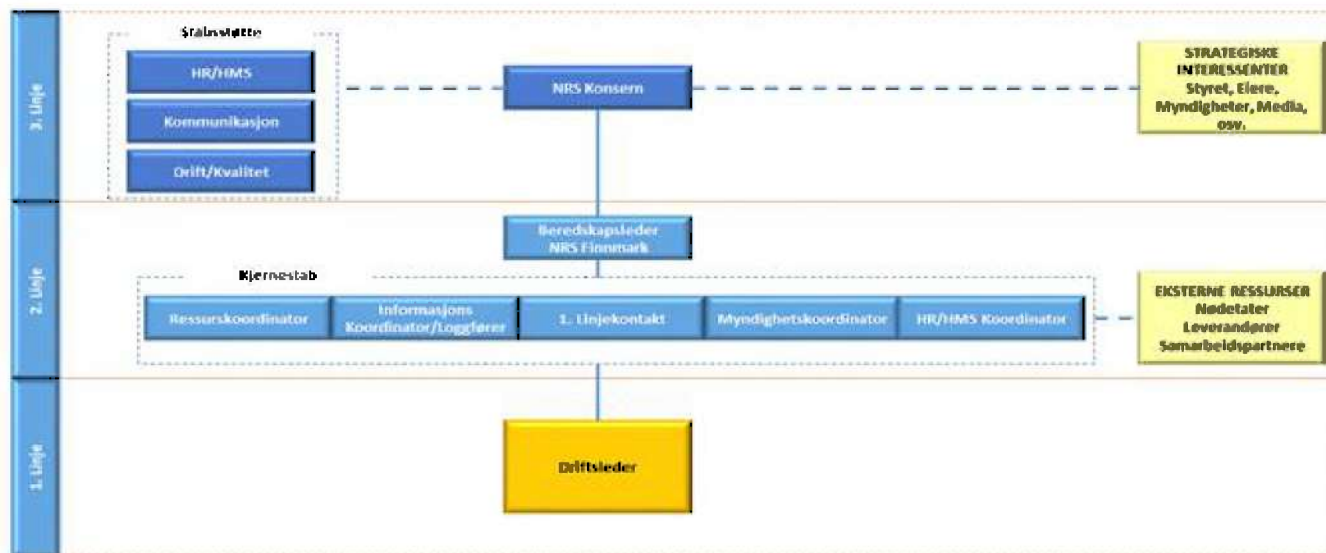 3. Linje
HR/HMS
Kommunikasjon
Drift/Kvalitet
NRS Konsern
STRATEGISKE
INTERESSENTER
Styret, Eiere,
Myndigheter, Media,
osv.
2. Linje
Beredskapsleder
NRS Finnmark
Kjernestab
Ressurskoordinator
Informasjons
Koordinator/Loggfører
1. Linjekontakt
Myndighetskoordinator
HR/HMS Koordinator
EKSTERNE RESSURSER
Nødetater
Leverandører
Samarbeidspartnere
1. Linje
Driftsleder